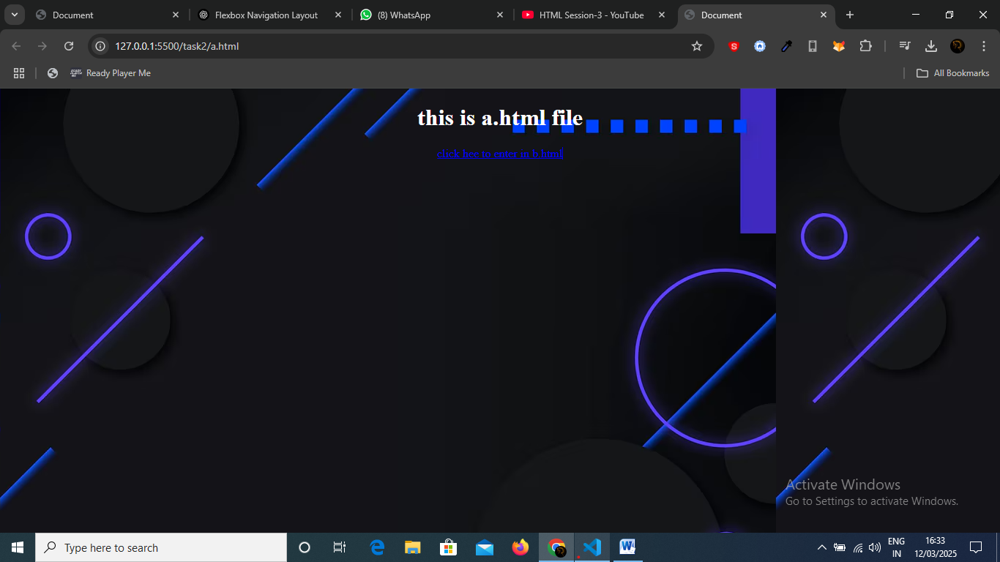 Document
Flexbox Navigation Layout
(8) WhatsApp
HTML Session-3 - YouTube
Document
127.0.0.1:5500/task2/a.html
Ready Player Me
All Bookmarks
this is a.html file
click hee to enter in b.html
Activate Windows
Go to Settings to activate Windows.
Type here to search
ENG
IN
16:33
12/03/2025